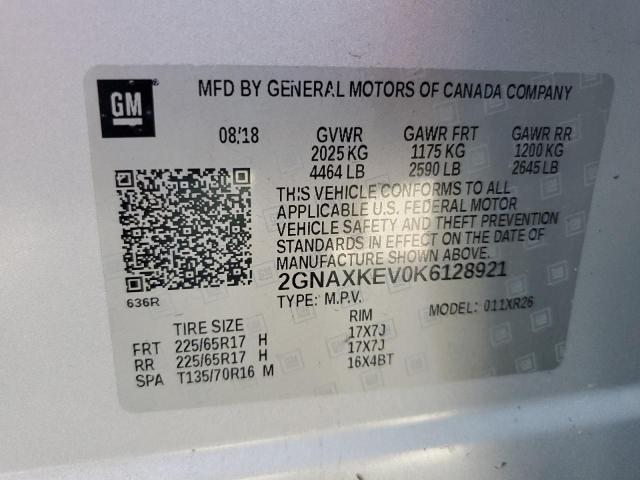 GM
MFD BY GENERAL MOTORS OF CANADA COMPANY
08/18 GVWR GAWR FRT GAWR RR
2025 KG 1175 KG 1200 KG
4464 LB 2590 LB 2645 LB
THIS VEHICLE CONFORMS TO ALL
APPLICABLE U.S. FEDERAL MOTOR
VEHICLE SAFETY AND THEFT PREVENTION
STANDARDS IN EFFECT ON THE DATE OF
MANUFACTURE SHOWN ABOVE.
2GNAXKEV0K6128921
636R
TYPE: M.P.V. MODEL: 011XR26
TIRE SIZE RIM
FRT 225/65R17 H 17X7J
RR 225/65R17 H 17X7J
SPA T135/70R16 M 16X4BT